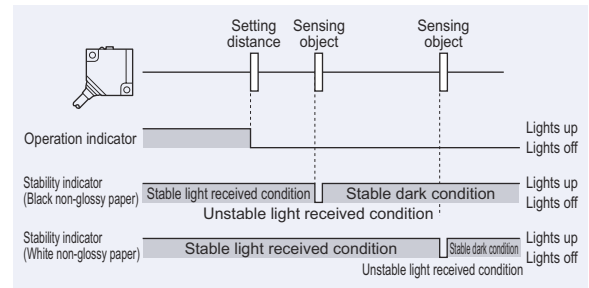 Setting distance
Sensing object
Sensing object
Operation indicator
Lights up
Lights off
Stability indicator
(Black non-glossy paper)
Stable light received condition
Stable dark condition
Lights up
Lights off
Unstable light received condition
Stability indicator
(White non-glossy paper)
Stable light received condition
Stable dark condition
Lights up
Lights off
Unstable light received condition